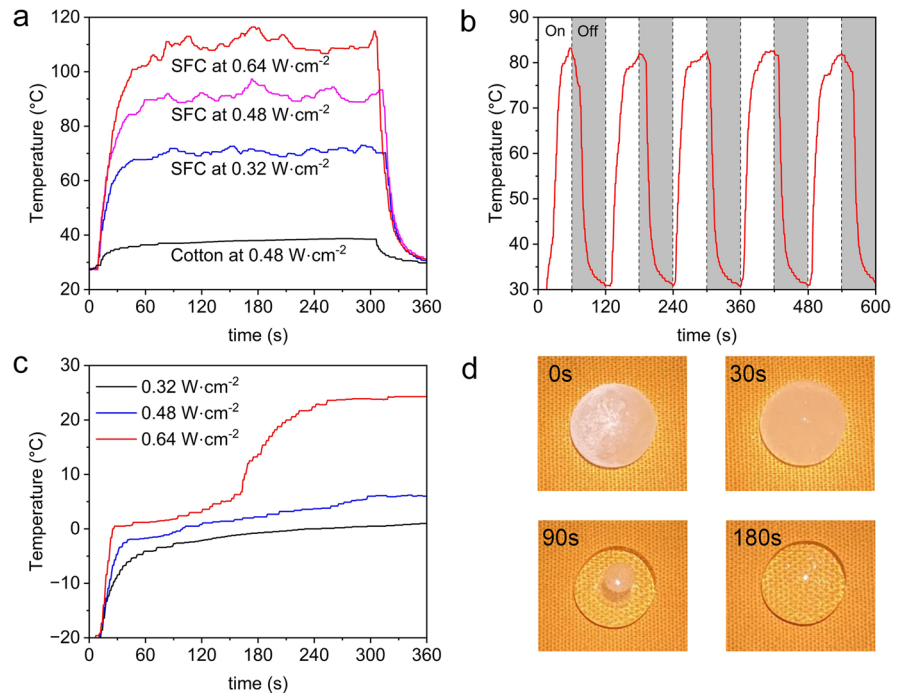 a
Temperature (°C)
120
100
80
60
40
20
SFC at 0.64 W·cm⁻²
SFC at 0.48 W·cm⁻²
SFC at 0.32 W·cm⁻²
Cotton at 0.48 W·cm⁻²
0 60 120 180 240 300 360
time (s)
b
Temperature (°C)
90
80
70
60
50
40
30
On Off
0 120 240 360 480 600
time (s)
c
Temperature (°C)
30
20
10
0
−10
−20
0.32 W·cm⁻²
0.48 W·cm⁻²
0.64 W·cm⁻²
0 60 120 180 240 300 360
time (s)
d
0s
30s
90s
180s